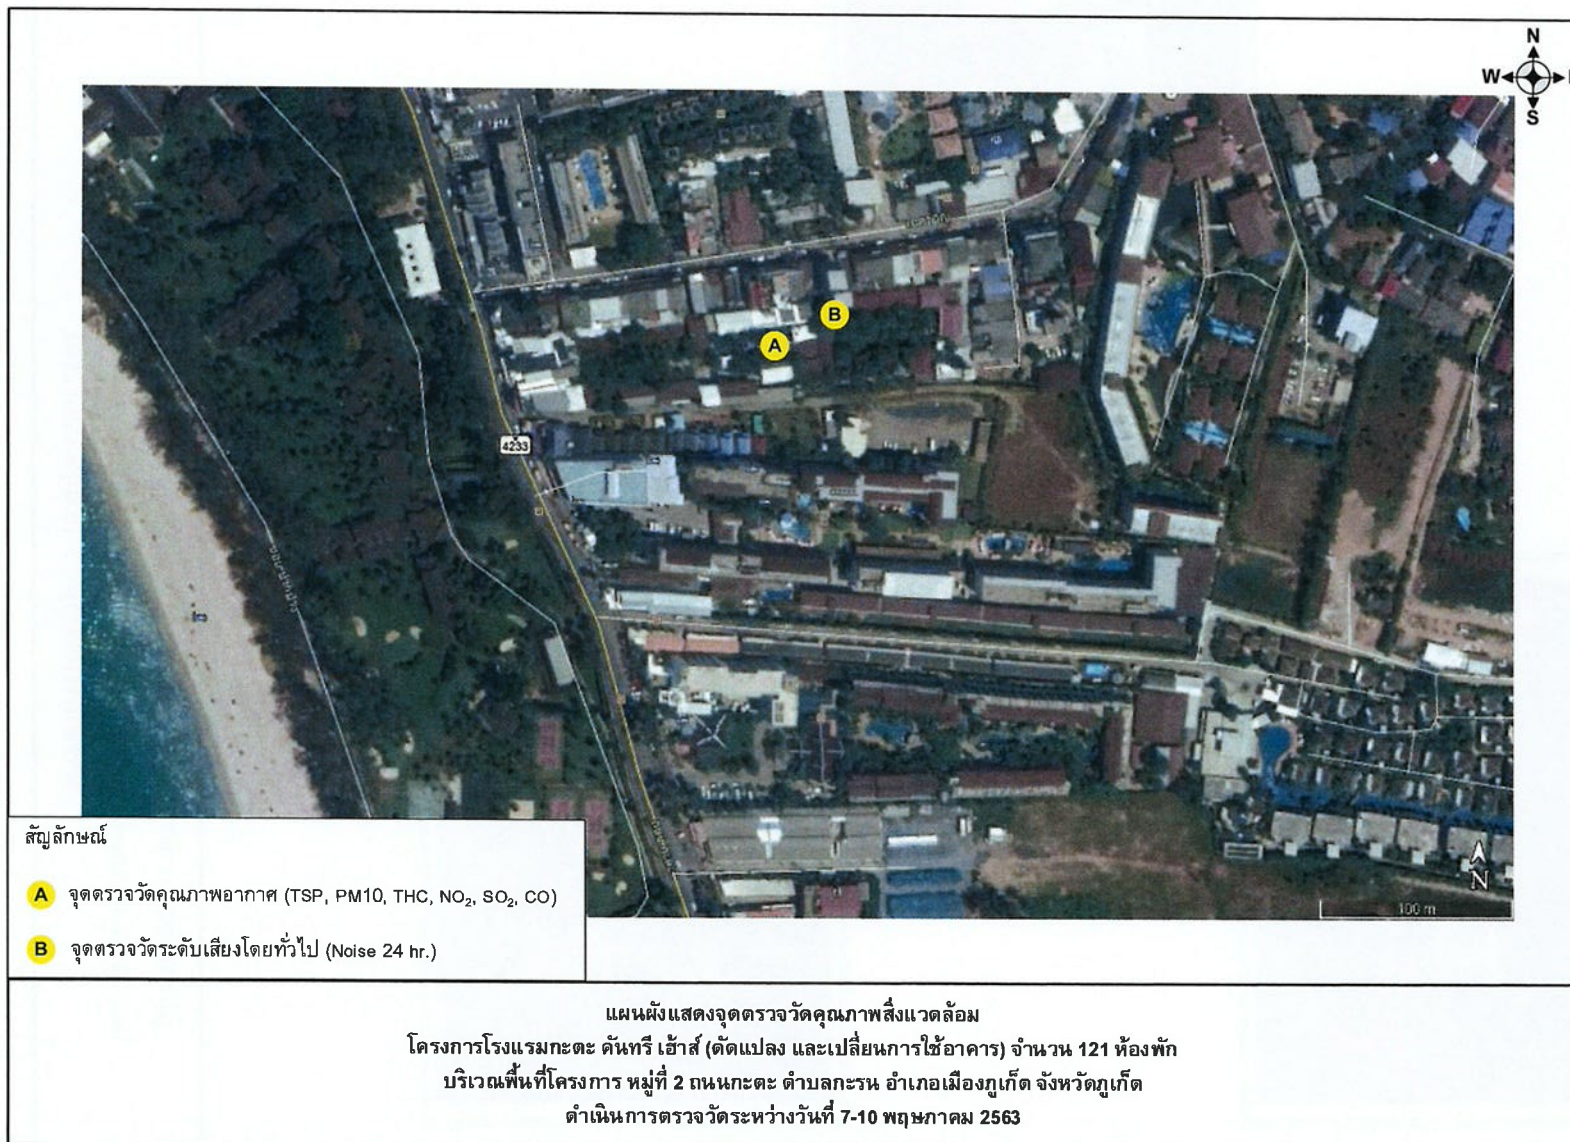 N
W
S
4233
N
100 m
สัญลักษณ์
A
B
A จุดตรวจวัดคุณภาพอากาศ (TSP, PM10, THC, NO₂, SO₂, CO)
B จุดตรวจวัดระดับเสียงโดยทั่วไป (Noise 24 hr.)
แผนผังแสดงจุดตรวจวัดคุณภาพสิ่งแวดล้อม
โครงการโรงแรมกะตะ คันทรี เฮ้าส์ (ดัดแปลง และเปลี่ยนการใช้อาคาร) จำนวน 121 ห้องพัก
บริเวณพื้นที่โครงการ หมู่ที่ 2 ถนนกะตะ ตำบลกะรน อำเภอเมืองภูเก็ต จังหวัดภูเก็ต
ดำเนินการตรวจวัดระหว่างวันที่ 7-10 พฤษภาคม 2563